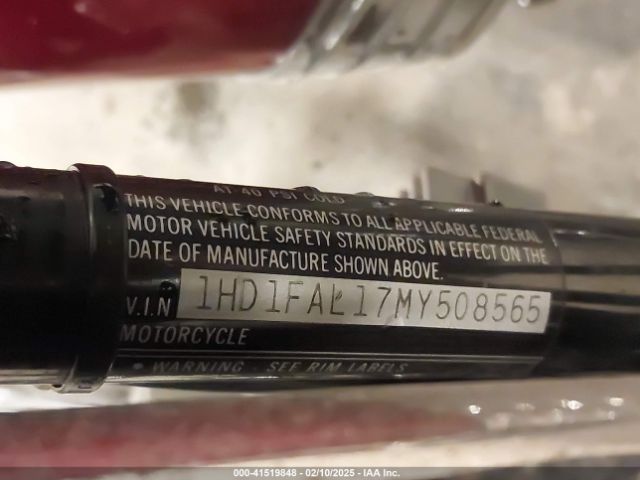 AT 40 PSI COLD
THIS VEHICLE CONFORMS TO ALL APPLICABLE FEDERAL
MOTOR VEHICLE SAFETY STANDARDS IN EFFECT ON THE
DATE OF MANUFACTURE SHOWN ABOVE.
V.I.N 1HD1FAL17MY508565
MOTORCYCLE
• WARNING - SEE RIM LABELS
000-41519848 - 02/10/2025 - IAA Inc.